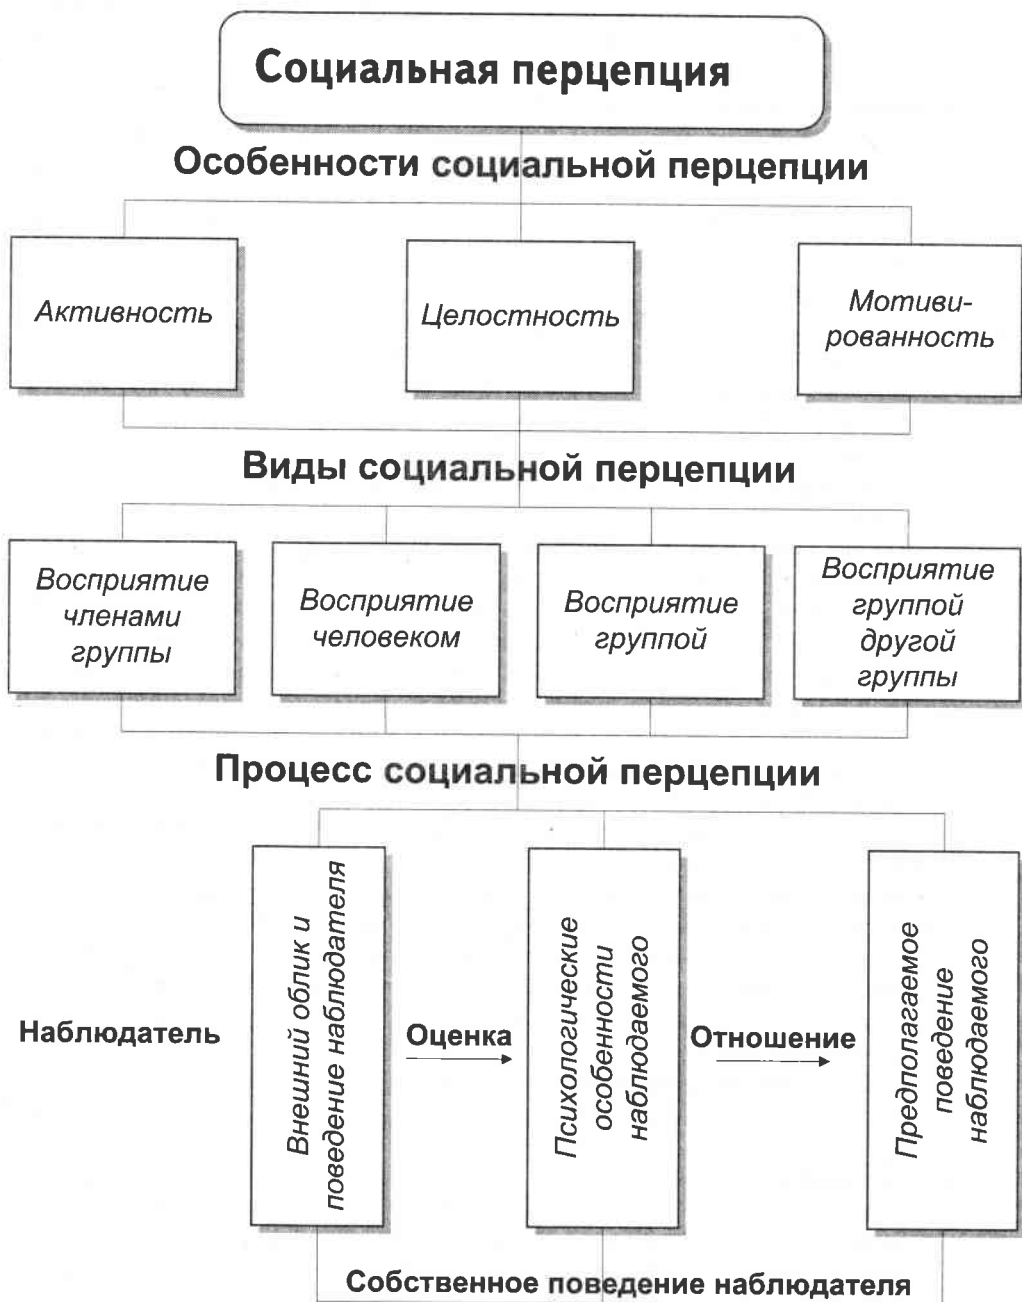 Социальная перцепция
Особенности социальной перцепции
Активность
Целостность
Мотиви-
рованность
Виды социальной перцепции
Восприятие
членами
группы
Восприятие
человеком
Восприятие
группой
Восприятие
группой
другой
группы
Процесс социальной перцепции
Наблюдатель
Внешний облик и
поведение наблюдателя
Оценка
Психологические
особенности
наблюдаемого
Отношение
Предполагаемое
поведение
наблюдаемого
Собственное поведение наблюдателя